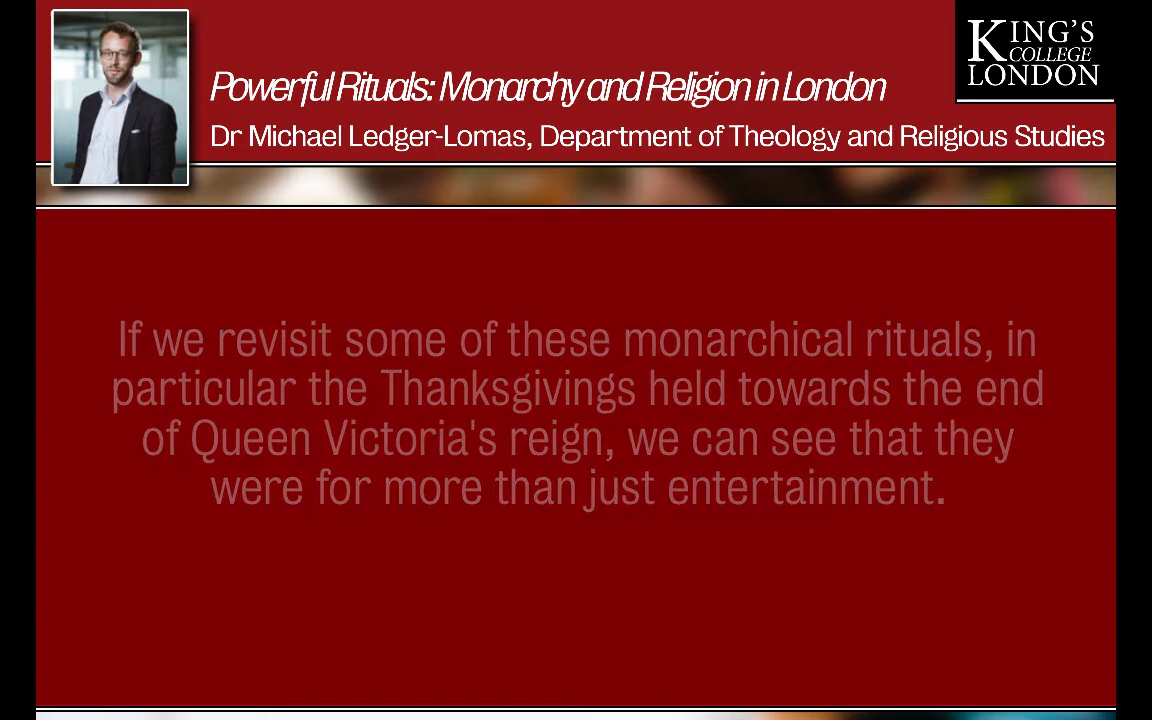 Powerful Rituals: Monarchy and Religion in London
Dr Michael Ledger-Lomas, Department of Theology and Religious Studies
KING'S
COLLEGE
LONDON
If we revisit some of these monarchical rituals, in
particular the Thanksgivings held towards the end
of Queen Victoria's reign, we can see that they
were for more than just entertainment.